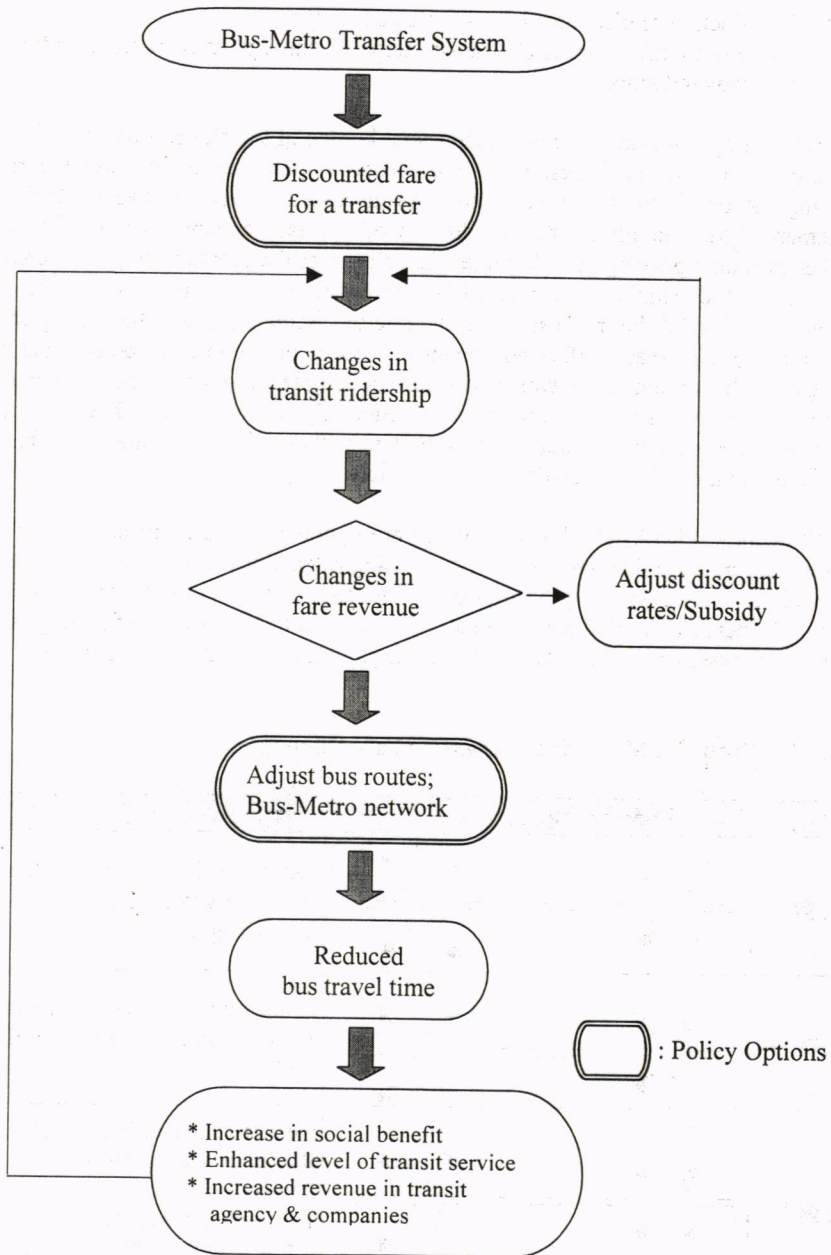 Bus-Metro Transfer System
Discounted fare
for a transfer
Changes in
transit ridership
Changes in
fare revenue
Adjust discount
rates/Subsidy
Adjust bus routes;
Bus-Metro network
Reduced
bus travel time
: Policy Options
* Increase in social benefit
* Enhanced level of transit service
* Increased revenue in transit
agency & companies